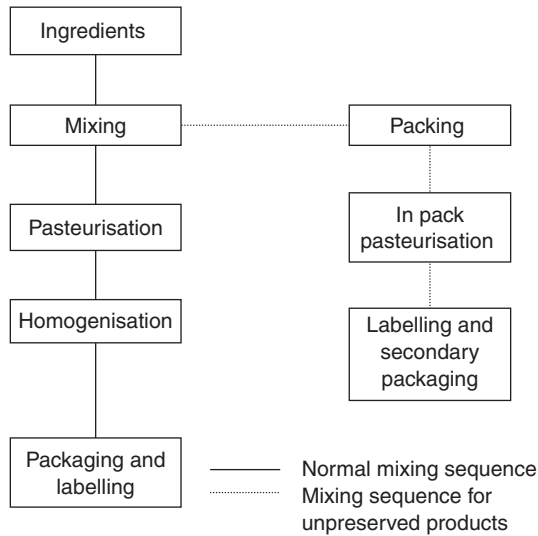 Ingredients
Mixing
Packing
Pasteurisation
In pack
pasteurisation
Homogenisation
Labelling and
secondary
packaging
Packaging and
labelling
Normal mixing sequence
Mixing sequence for
unpreserved products